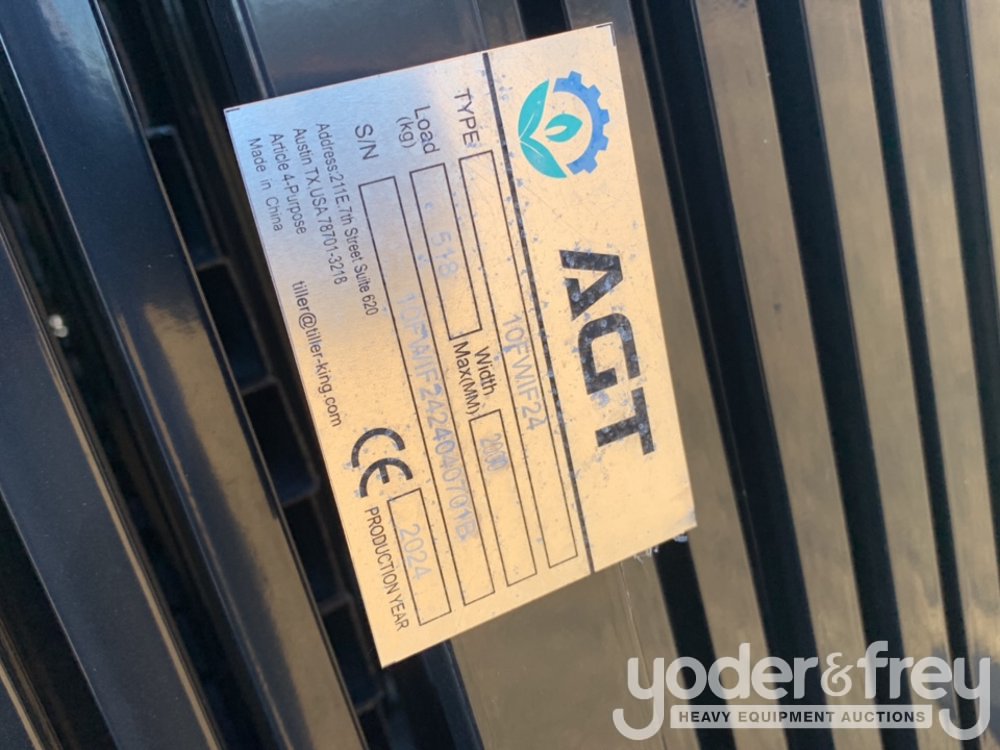 AGT
TYPE 10FWIF24
Load (kg) 518 Width Max(MM) 2000
S/N 10FWIF2424040701B
Address:211E.7th Street Suite 620
Austin TX,USA 78701-3218
Article 4-Purpose tiller@tiller-king.com
Made in China
CE 2024
PRODUCTION YEAR
yoder&frey
HEAVY EQUIPMENT AUCTIONS